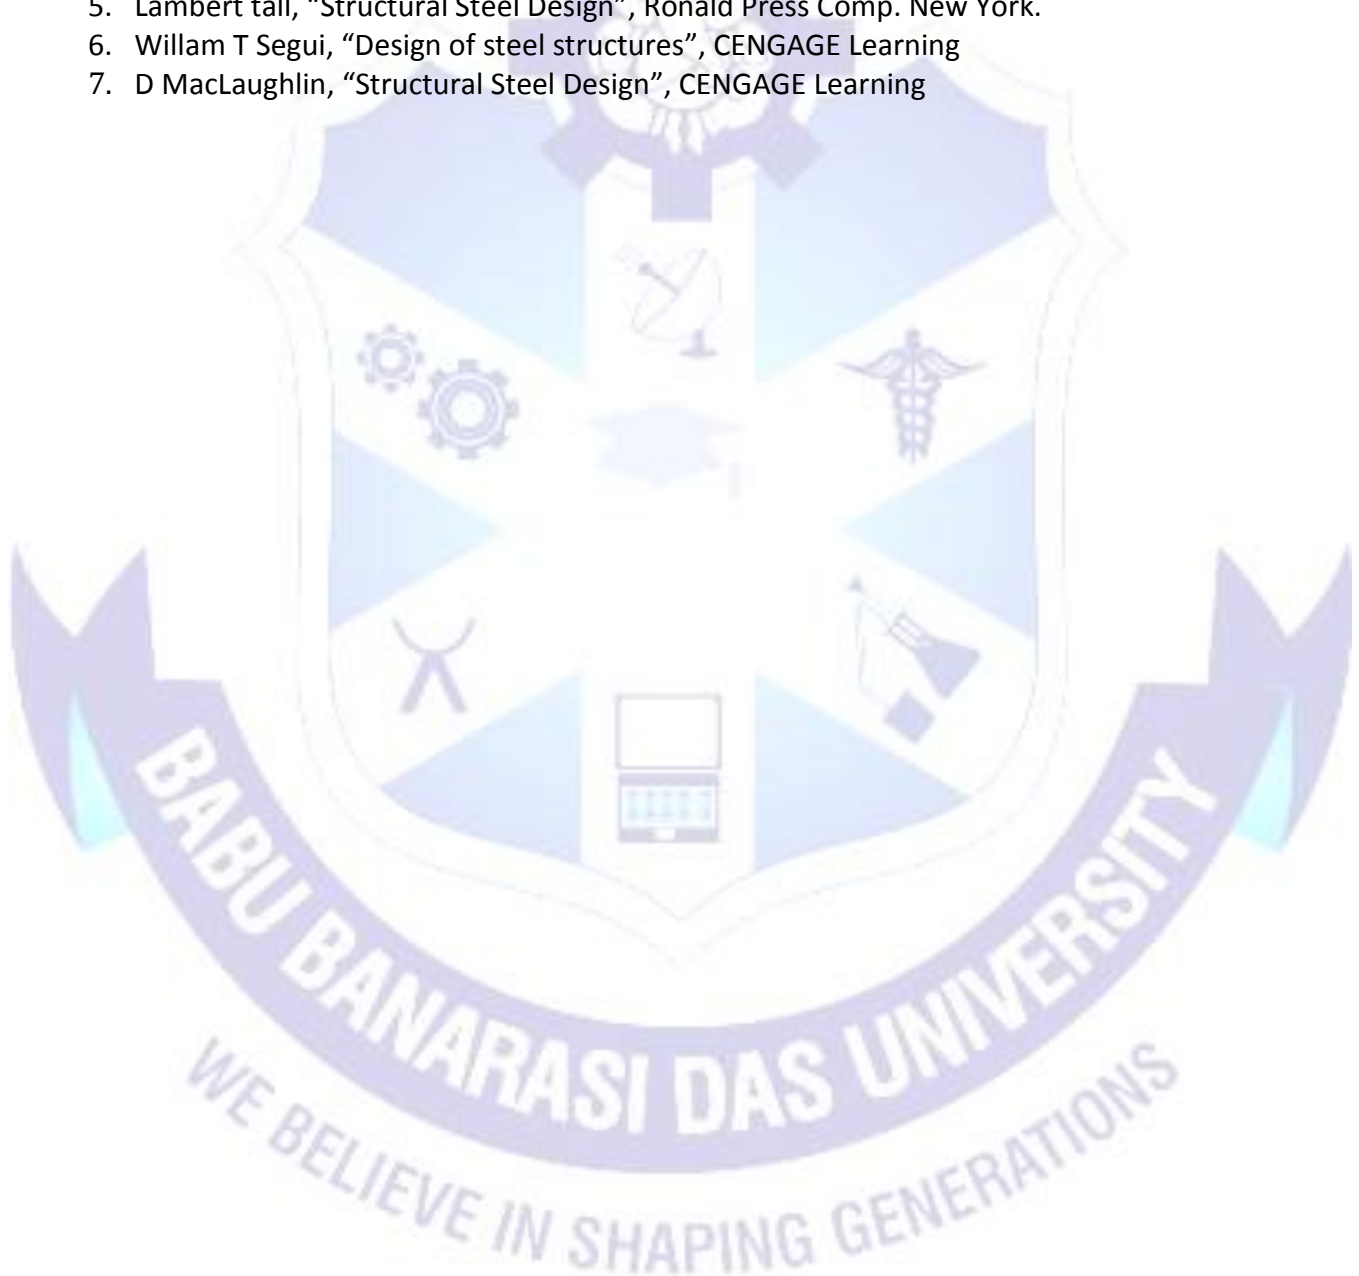 5. Lambert tall, “Structural Steel Design”, Ronald Press Comp. New York.
6. Willam T Segui, “Design of steel structures”, CENGAGE Learning
7. D MacLaughlin, “Structural Steel Design”, CENGAGE Learning
BABU BANARASI DAS UNIVERSITY
WE BELIEVE IN SHAPING GENERATIONS